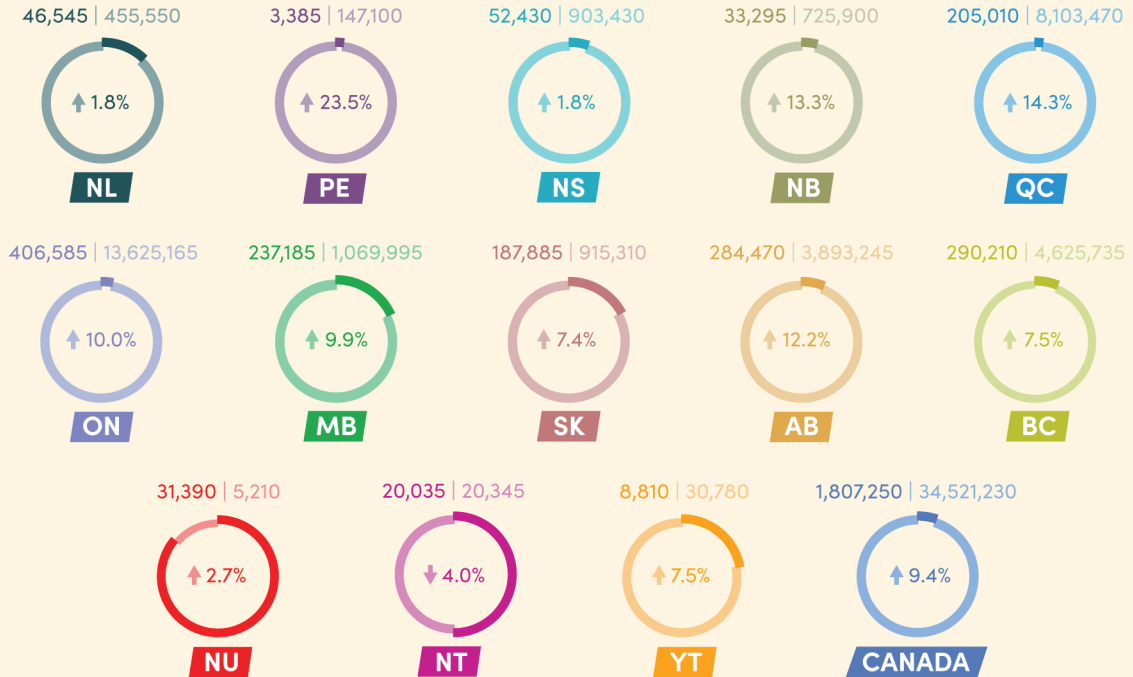 46,545 | 455,550 3,385 | 147,100 52,430 | 903,430 33,295 | 725,900 205,010 | 8,103,470
1.8% 23.5% 1.8% 13.3% 14.3%
NL PE NS NB QC
406,585 | 13,625,165 237,185 | 1,069,995 187,885 | 915,310 284,470 | 3,893,245 290,210 | 4,625,735
10.0% 9.9% 7.4% 12.2% 7.5%
ON MB SK AB BC
31,390 | 5,210 20,035 | 20,345 8,810 | 30,780 1,807,250 | 34,521,230
2.7% 4.0% 7.5% 9.4%
NU NT YT CANADA